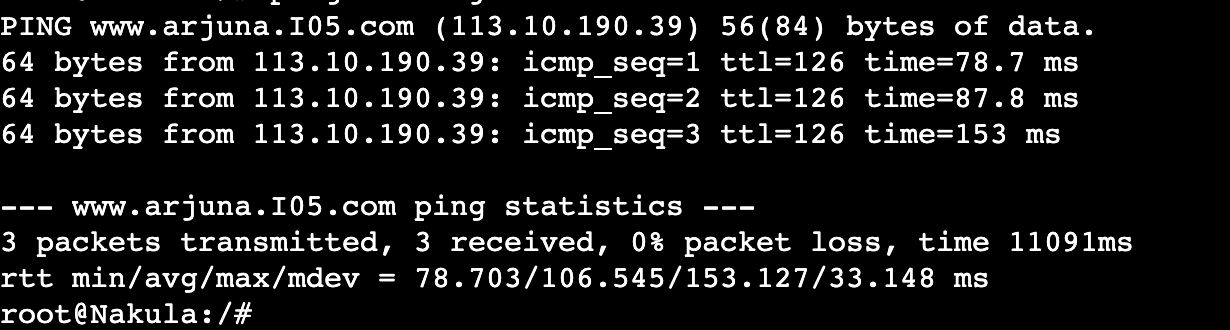 PING www.arjuna.I05.com (113.10.190.39) 56(84) bytes of data.
64 bytes from 113.10.190.39: icmp_seq=1 ttl=126 time=78.7 ms
64 bytes from 113.10.190.39: icmp_seq=2 ttl=126 time=87.8 ms
64 bytes from 113.10.190.39: icmp_seq=3 ttl=126 time=153 ms
--- www.arjuna.I05.com ping statistics ---
3 packets transmitted, 3 received, 0% packet loss, time 11091ms
rtt min/avg/max/mdev = 78.703/106.545/153.127/33.148 ms
root@Nakula:/#